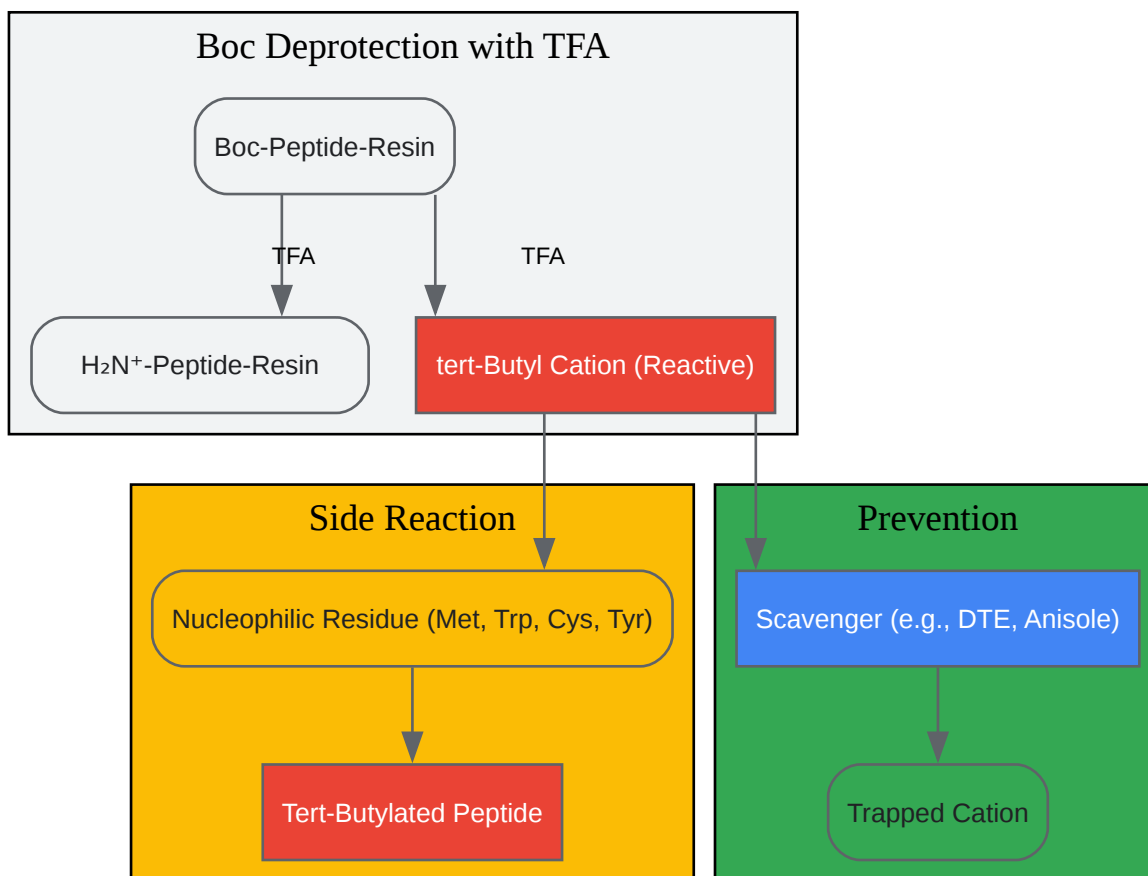 Boc Deprotection with TFA
Boc-Peptide-Resin
TFA
TFA
H₂N⁺-Peptide-Resin
tert-Butyl Cation (Reactive)
Side Reaction
Prevention
Nucleophilic Residue (Met, Trp, Cys, Tyr)
Scavenger (e.g., DTE, Anisole)
Tert-Butylated Peptide
Trapped Cation